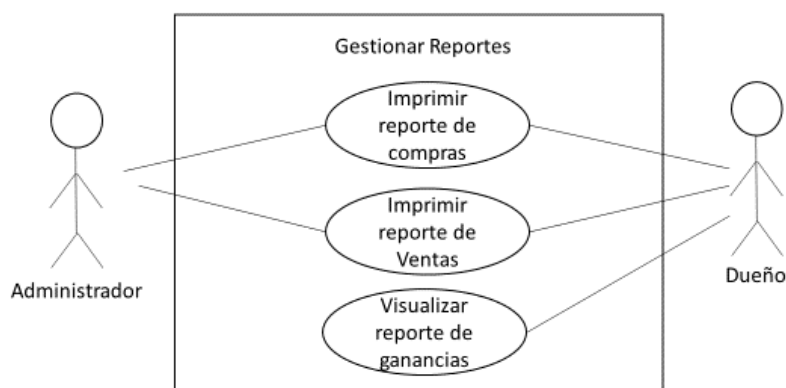 Gestionar Reportes
Imprimir
reporte de
compras
Imprimir
reporte de
Ventas
Visualizar
reporte de
ganancias
Administrador
Dueño